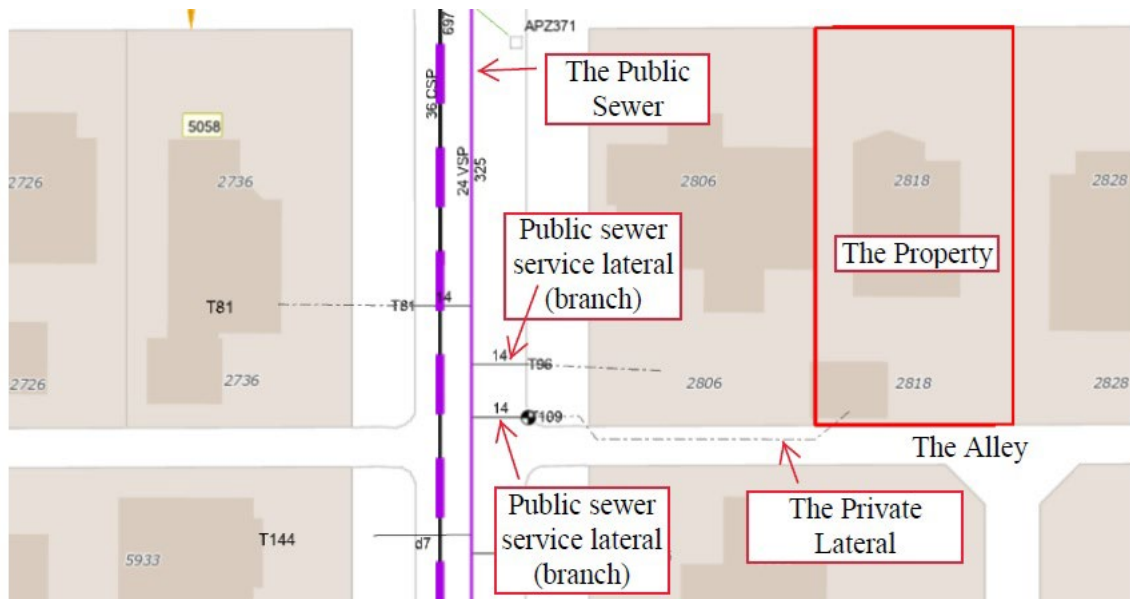 697
APZ371
The Public
Sewer
36 CSP
5058
24 VSP
325
2726
2736
2806
2818
2828
Public sewer
service lateral
(branch)
The Property
T81
T81
14
14
T96
2726
2736
2806
2818
2828
14
T109
The Alley
Public sewer
service lateral
(branch)
The Private
Lateral
T144
d7
5933